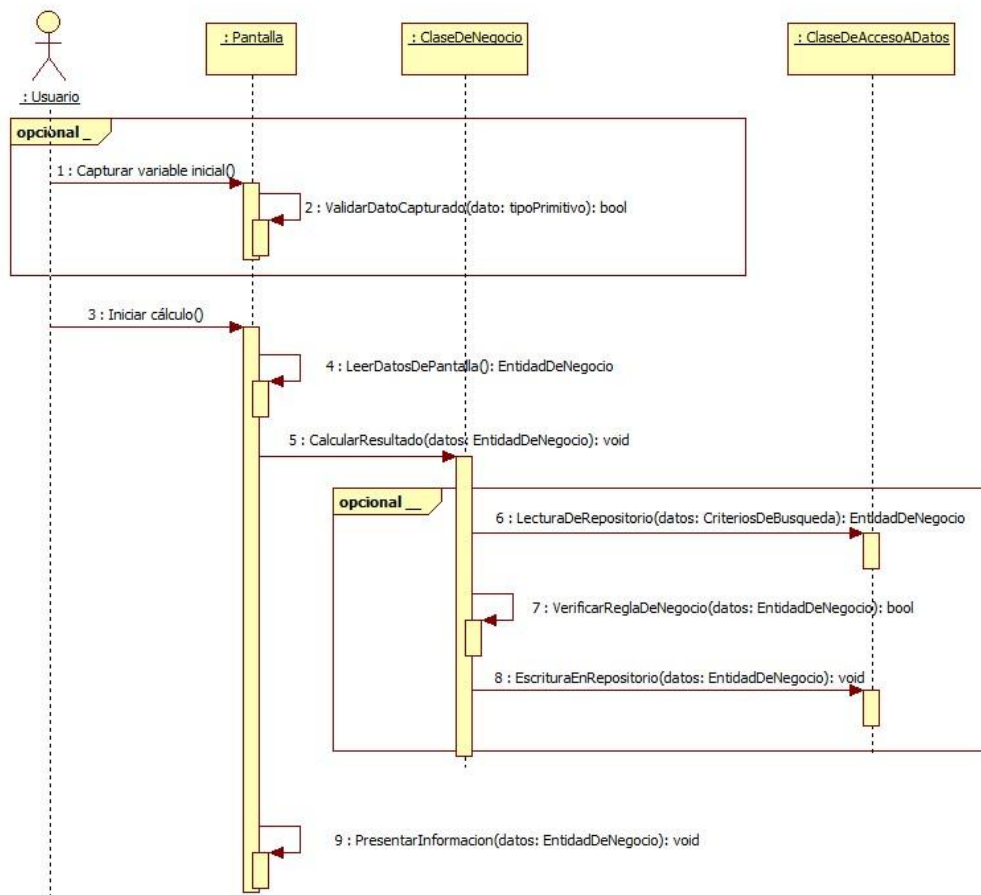 : Pantalla
: ClaseDeNegocio
: ClaseDeAccesoADatos
: Usuario
opcional _
1 : Capturar variable inicial()
2 : ValidarDatoCapturado(dato: tipoPrimitivo): bool
3 : Iniciar cálculo()
4 : LeerDatosDePantalla(): EntidadDeNegocio
5 : CalcularResultado(datos: EntidadDeNegocio): void
opcional __
6 : LecturaDeRepositorio(datos: CriteriosDeBusqueda): EntidadDeNegocio
7 : VerificarReglaDeNegocio(datos: EntidadDeNegocio): bool
8 : EscrituraEnRepositorio(datos: EntidadDeNegocio): void
9 : PresentarInformacion(datos: EntidadDeNegocio): void